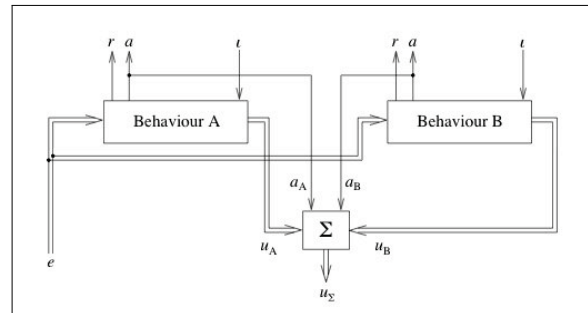 r a ι r a ι
Behaviour A Behaviour B
a_A a_B
Σ
u_A u_B
e
u_Σ